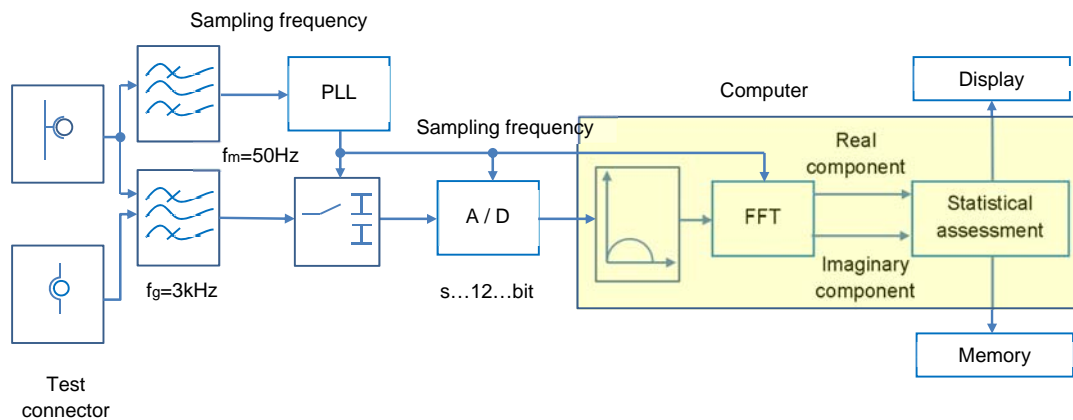 Sampling frequency
PLL
Computer
Display
Sampling frequency
fm=50Hz
Real
component
A / D
FFT
Statistical
assessment
Imaginary
component
fg=3kHz
s...12...bit
Memory
Test
connector